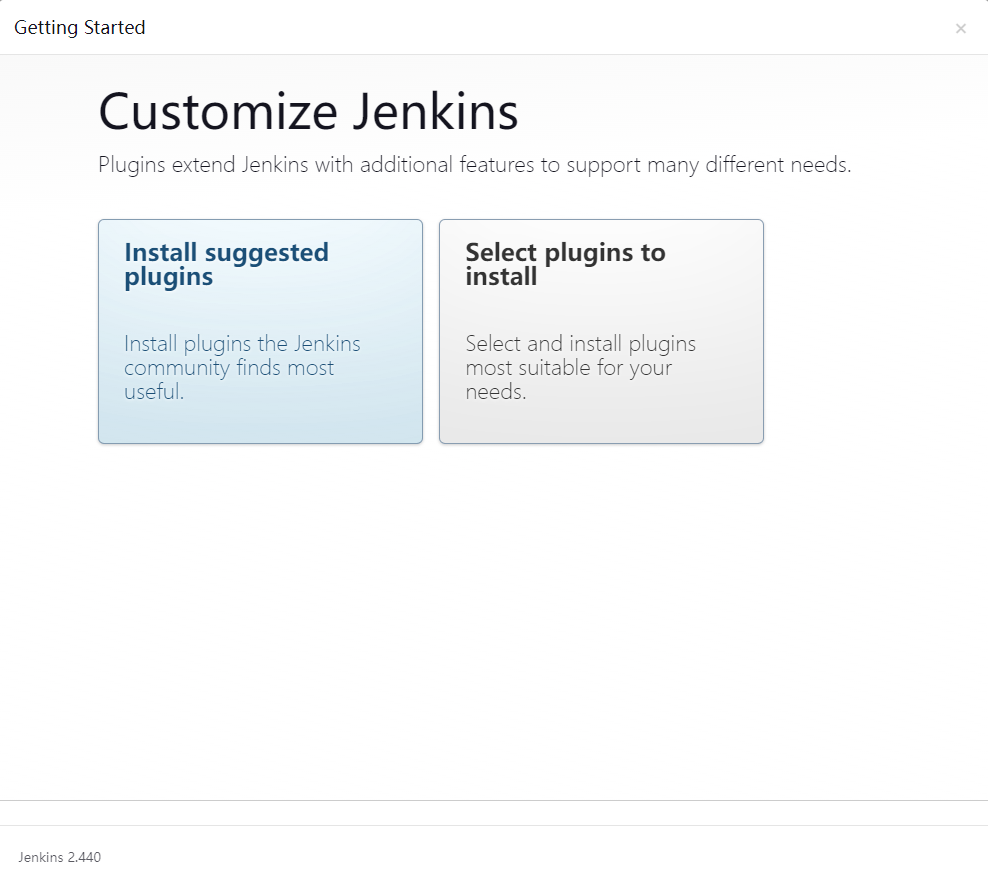 Getting Started
×
Customize Jenkins
Plugins extend Jenkins with additional features to support many different needs.
Install suggested
plugins
Install plugins the Jenkins
community finds most
useful.
Select plugins to
install
Select and install plugins
most suitable for your
needs.
Jenkins 2.440